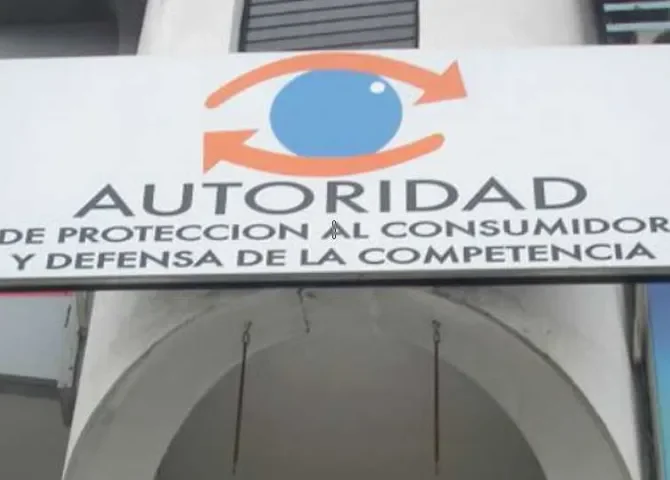 AUTORIDAD
DE PROTECCION AL CONSUMIDOR
Y DEFENSA DE LA COMPETENCIA